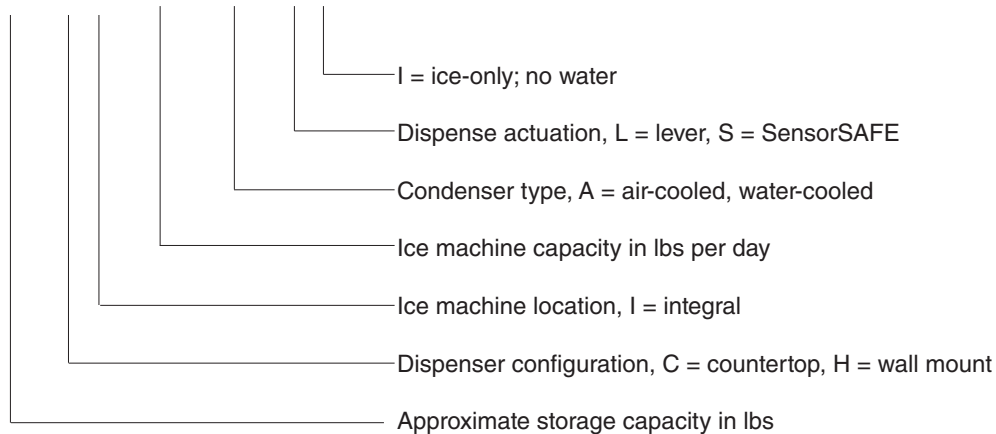 I = ice-only; no water
Dispense actuation, L = lever, S = SensorSAFE
Condenser type, A = air-cooled, water-cooled
Ice machine capacity in lbs per day
Ice machine location, I = integral
Dispenser configuration, C = countertop, H = wall mount
Approximate storage capacity in lbs